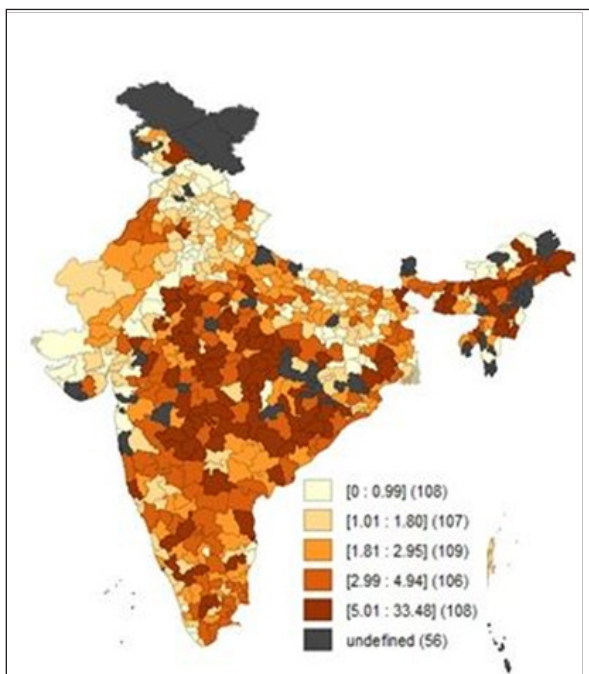 [0 : 0.99] (108)
[1.01 : 1.80] (107)
[1.81 : 2.95] (109)
[2.99 : 4.94] (106)
[5.01 : 33.48] (108)
undefined (56)